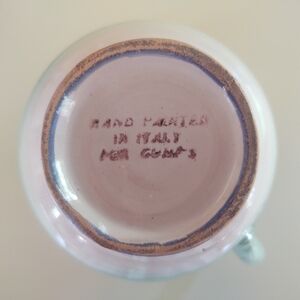 HAND PAINTED
IN ITALY
FOR GUMP'S